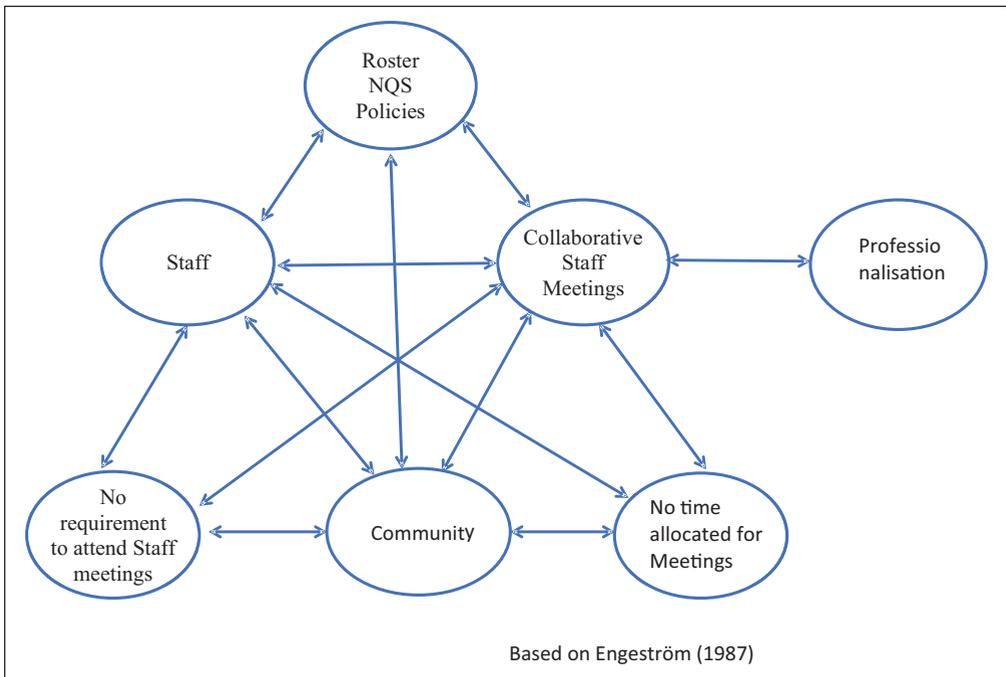 Roster
NQS
Policies
Staff
Collaborative
Staff
Meetings
Professio
nalisation
No
requirement
to attend Staff
meetings
Community
No time
allocated for
Meetings
Based on Engeström (1987)